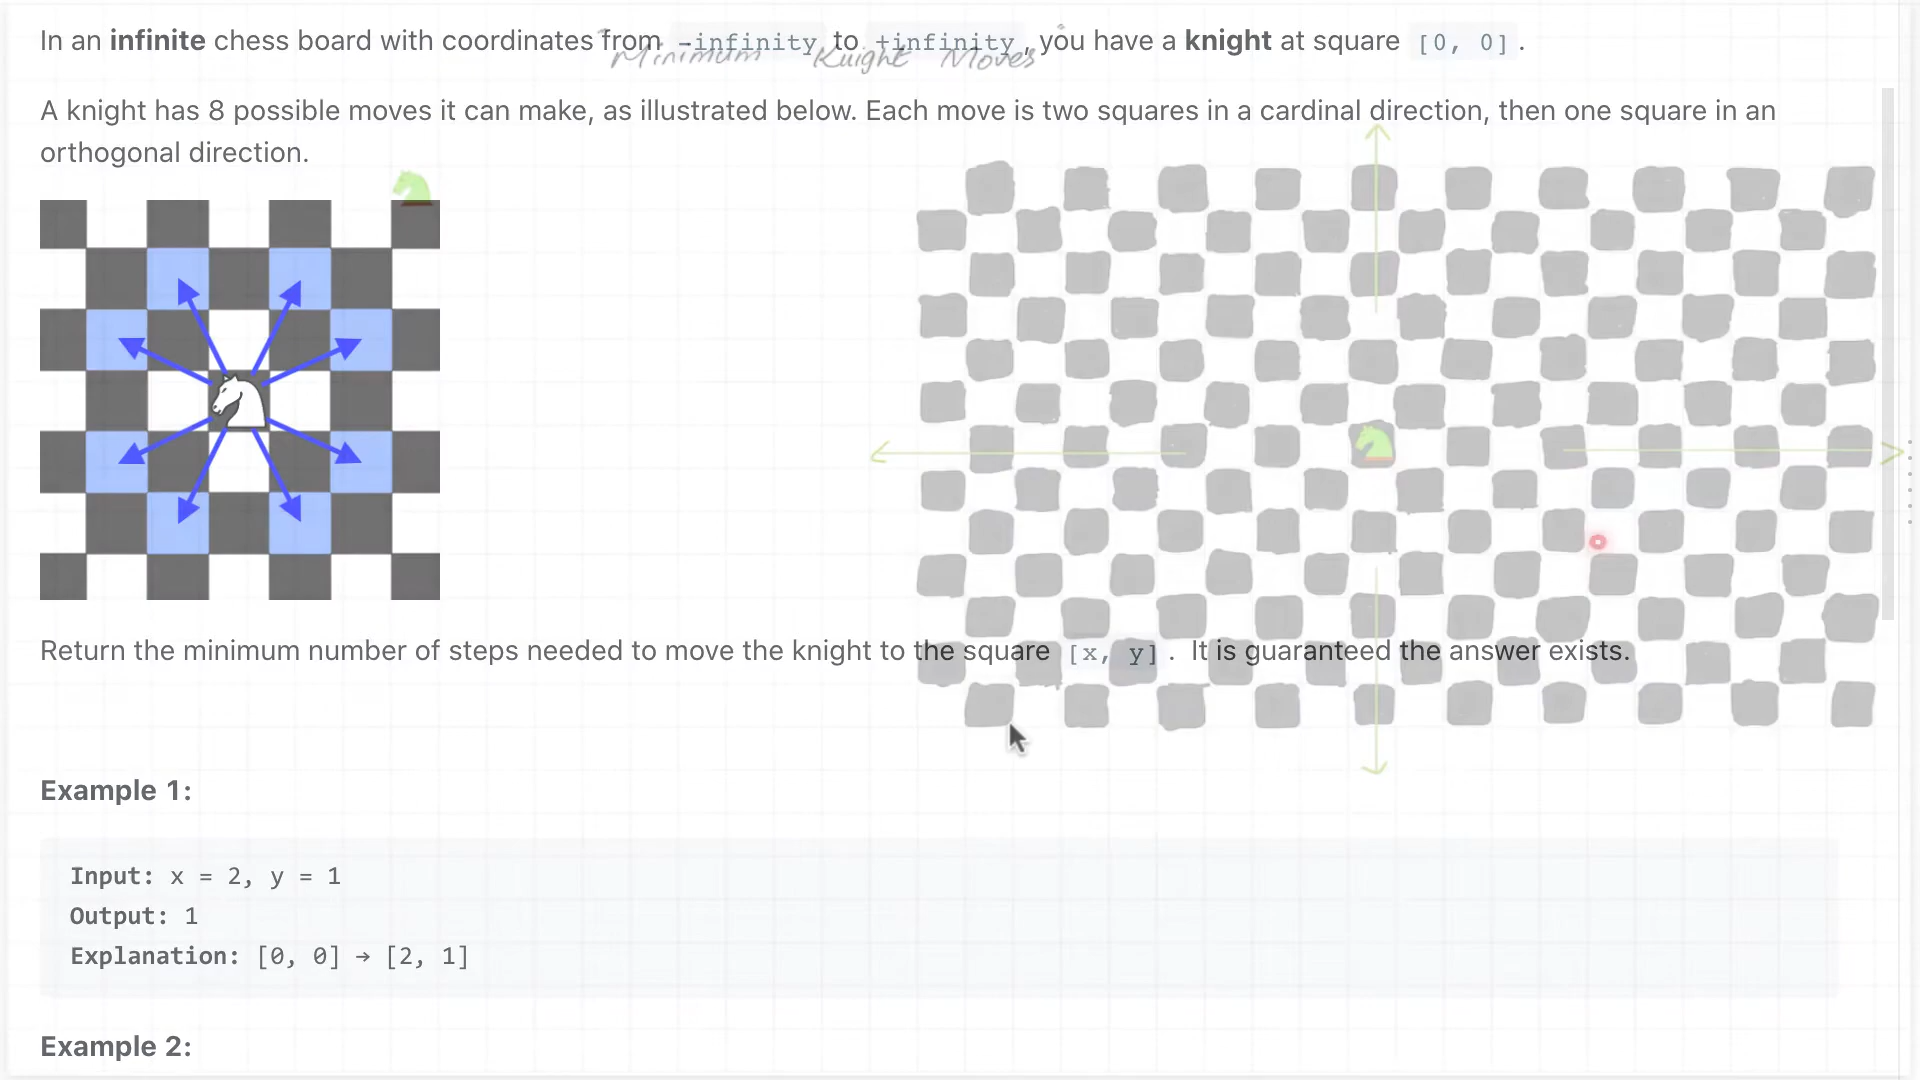 In an infinite chess board with coordinates from -infinity to +infinity, you have a knight at square [0, 0].
Minimum Knight Moves
A knight has 8 possible moves it can make, as illustrated below. Each move is two squares in a cardinal direction, then one square in an
orthogonal direction.
Return the minimum number of steps needed to move the knight to the square [x, y]. It is guaranteed the answer exists.
Example 1:
Input: x = 2, y = 1
Output: 1
Explanation: [0, 0] → [2, 1]
Example 2: